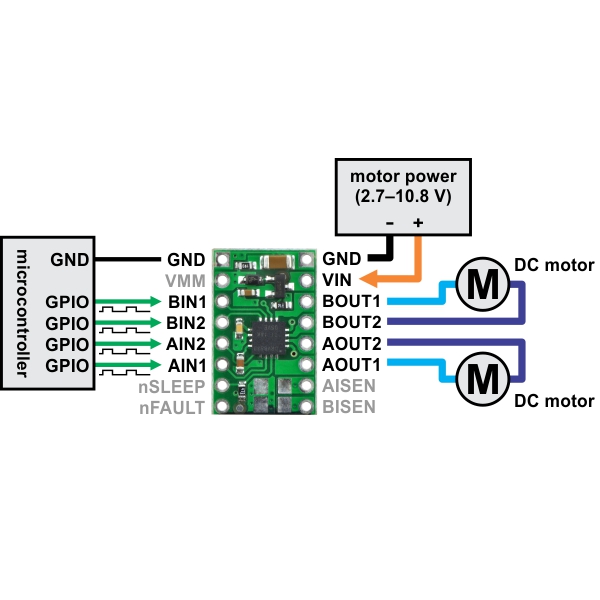 motor power
(2.7–10.8 V)
- +
microcontroller
GND
GPIO
GPIO
GPIO
GPIO
GND
VMM
BIN1
BIN2
AIN2
AIN1
nSLEEP
nFAULT
GND
VIN
BOUT1
BOUT2
AOUT2
AOUT1
AISEN
BISEN
M
DC motor
M
DC motor